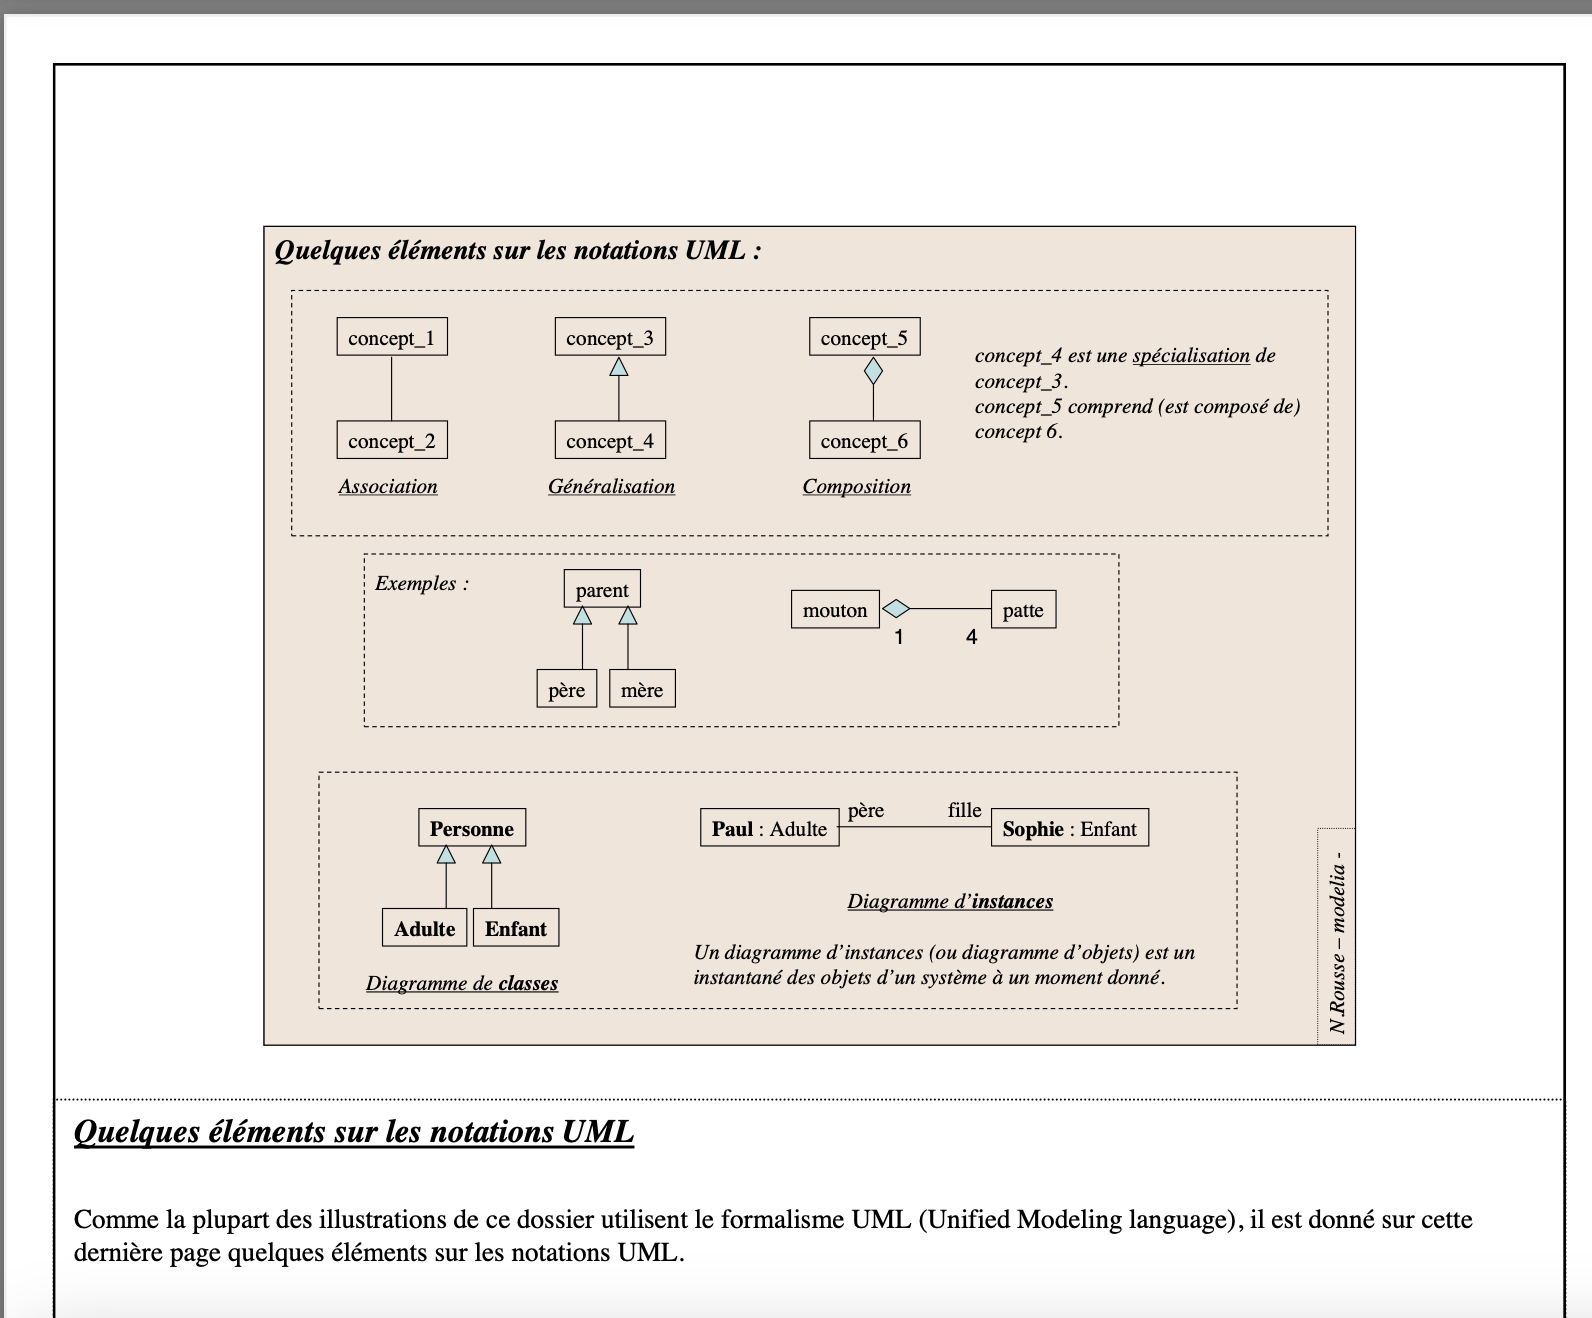 Quelques éléments sur les notations UML :
concept_1
concept_3
concept_5
concept_2
concept_4
concept_6
Association
Généralisation
Composition
concept_4 est une spécialisation de
concept_3.
concept_5 comprend (est composé de)
concept 6.
Exemples :
parent
père
mère
mouton
1
4
patte
Personne
Adulte
Enfant
Diagramme de classes
Paul : Adulte
père
fille
Sophie : Enfant
Diagramme d’instances
Un diagramme d’instances (ou diagramme d’objets) est un
instantané des objets d’un système à un moment donné.
N.Rousse – modelia -
Quelques éléments sur les notations UML
Comme la plupart des illustrations de ce dossier utilisent le formalisme UML (Unified Modeling language), il est donné sur cette
dernière page quelques éléments sur les notations UML.